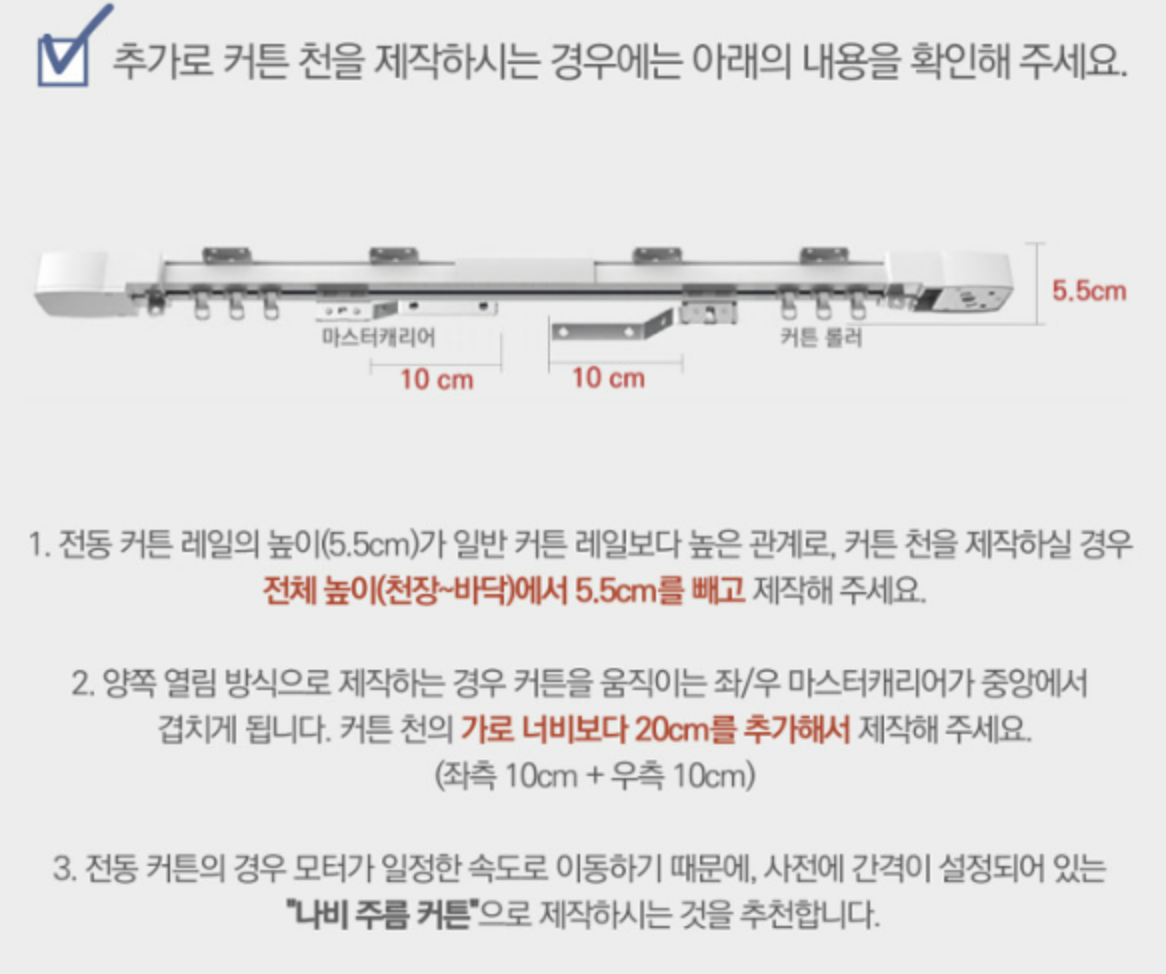 추가로 커튼 천을 제작하시는 경우에는 아래의 내용을 확인해 주세요.
5.5cm
마스터캐리어
커튼 롤러
10 cm
10 cm
1. 전동 커튼 레일의 높이(5.5cm)가 일반 커튼 레일보다 높은 관계로, 커튼 천을 제작하실 경우
전체 높이(천장~바닥)에서 5.5cm를 빼고 제작해 주세요.
2. 양쪽 열림 방식으로 제작하는 경우 커튼을 움직이는 좌/우 마스터캐리어가 중앙에서
겹치게 됩니다. 커튼 천의 가로 너비보다 20cm를 추가해서 제작해 주세요.
(좌측 10cm + 우측 10cm)
3. 전동 커튼의 경우 모터가 일정한 속도로 이동하기 때문에, 사전에 간격이 설정되어 있는
"나비 주름 커튼"으로 제작하시는 것을 추천합니다.